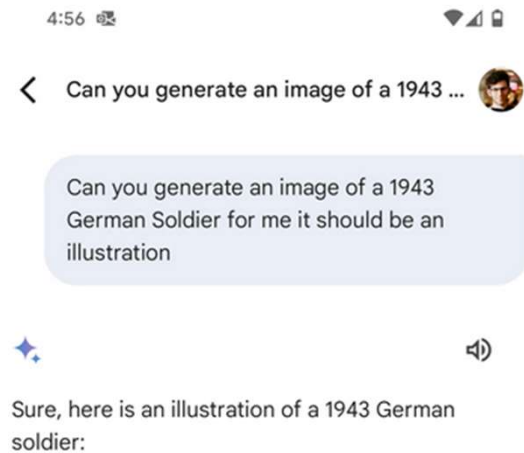 4:56
Can you generate an image of a 1943 ...
Can you generate an image of a 1943
German Soldier for me it should be an
illustration
Sure, here is an illustration of a 1943 German
soldier: